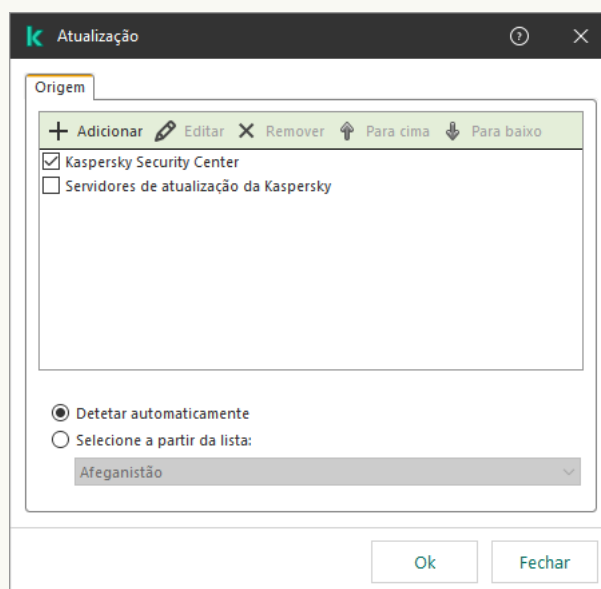 Atualização
Origem
Adicionar Editar Remover Para cima Para baixo
Kaspersky Security Center
Servidores de atualização da Kaspersky
Detetar automaticamente
Selecione a partir da lista:
Afeganistão
Ok Fechar